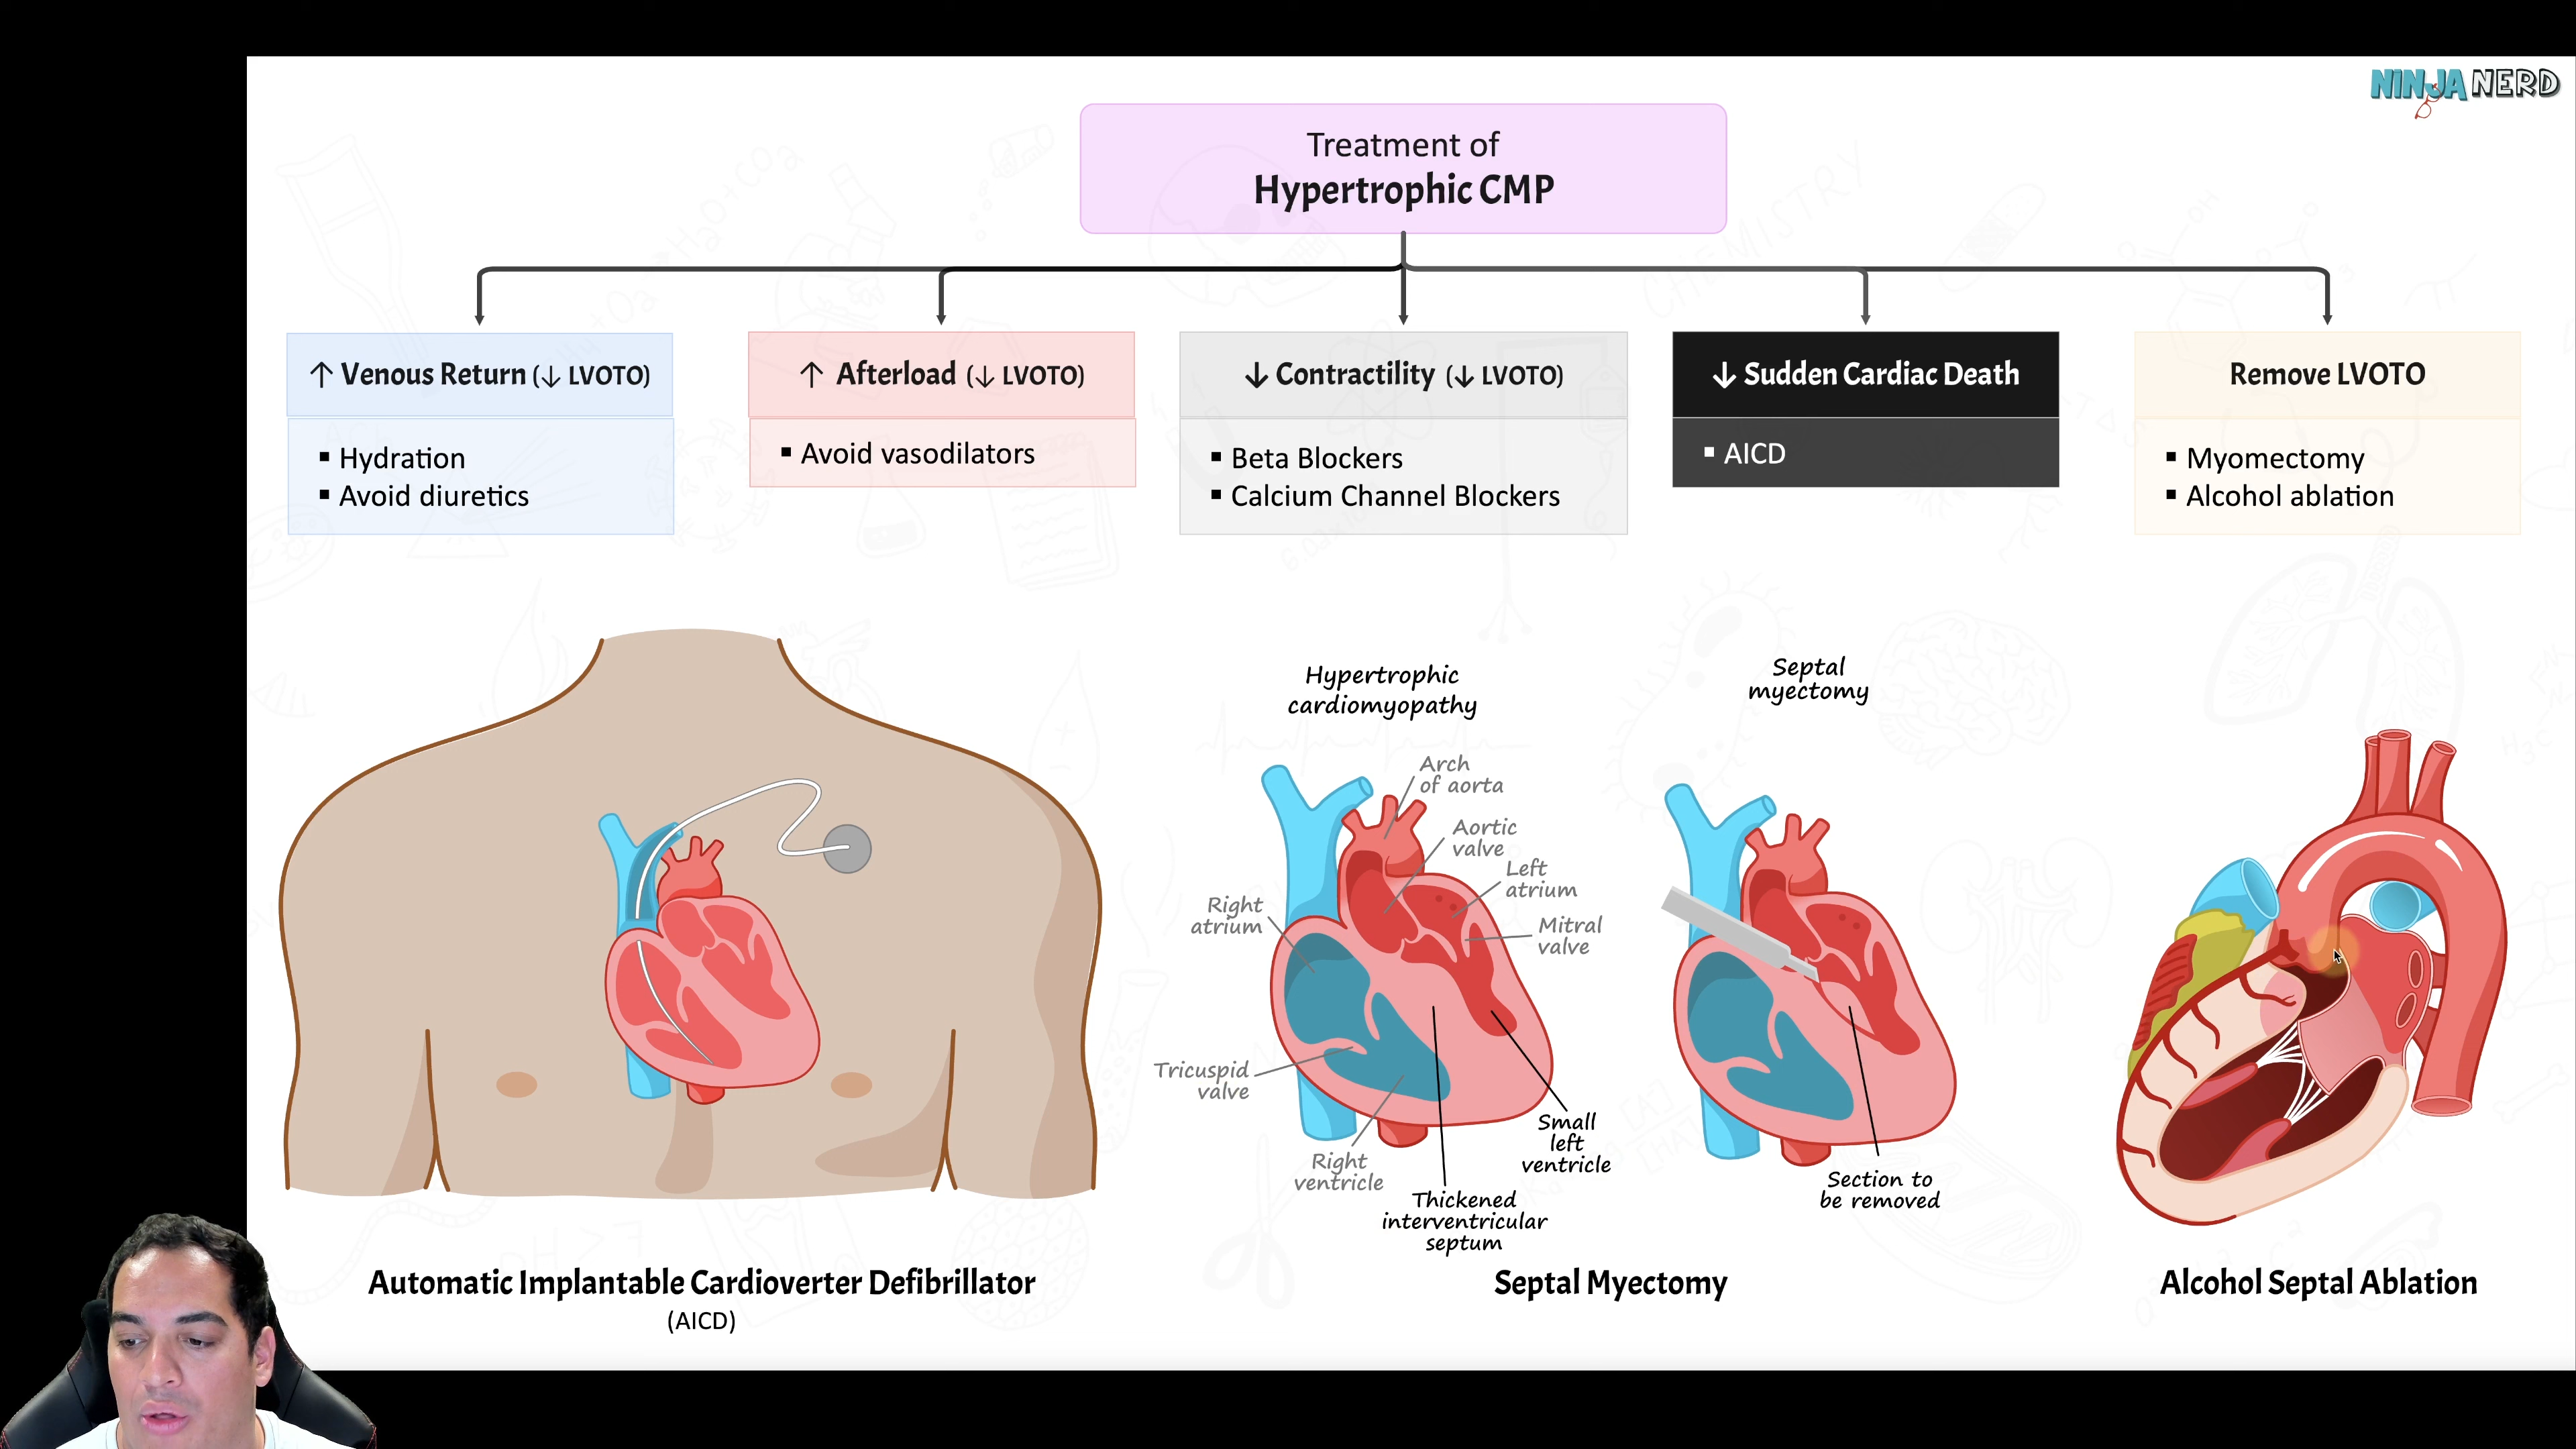 NINJA NERD
Treatment of
Hypertrophic CMP
↑ Venous Return (↓ LVOTO)
▪ Hydration
▪ Avoid diuretics
↑ Afterload (↓ LVOTO)
▪ Avoid vasodilators
↓ Contractility (↓ LVOTO)
▪ Beta Blockers
▪ Calcium Channel Blockers
↓ Sudden Cardiac Death
▪ AICD
Remove LVOTO
▪ Myomectomy
▪ Alcohol ablation
Hypertrophic
cardiomyopathy
Arch
of aorta
Aortic
valve
Left
atrium
Mitral
valve
Right
atrium
Tricuspid
valve
Right
ventricle
Small
left
ventricle
Thickened
interventricular
septum
Septal
myectomy
Section to
be removed
Automatic Implantable Cardioverter Defibrillator
(AICD)
Septal Myectomy
Alcohol Septal Ablation
CHEMISTRY